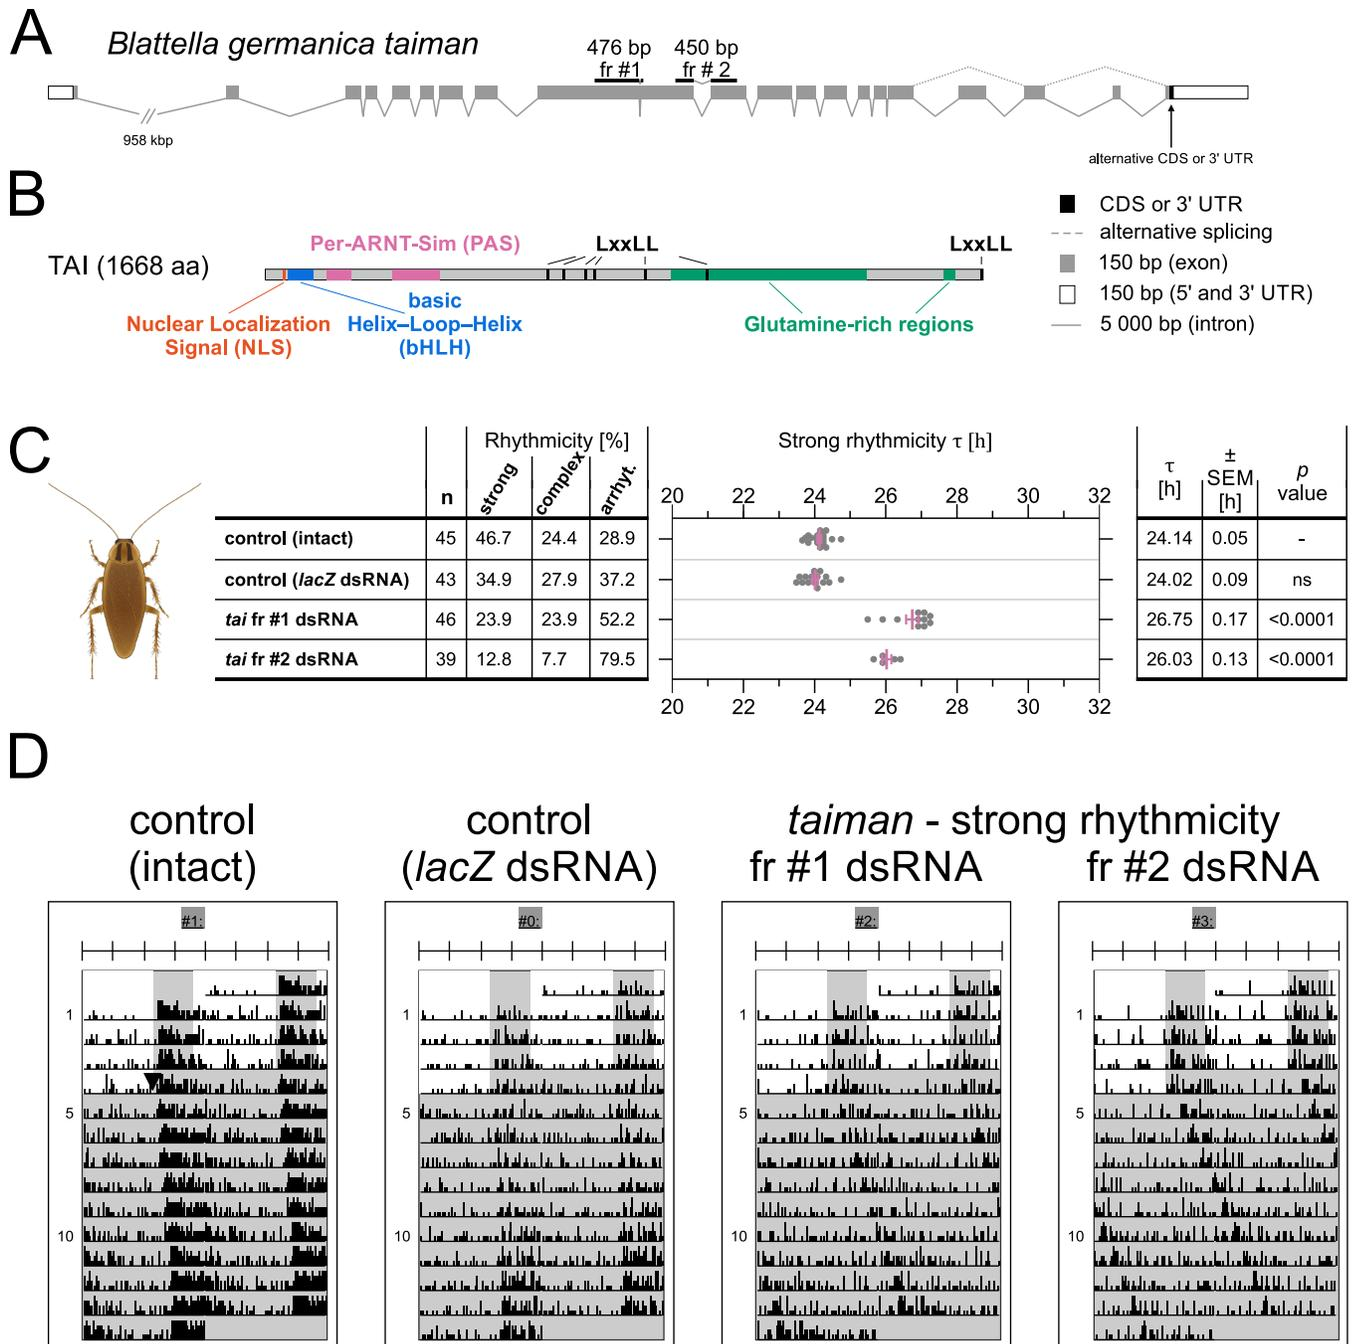 A
Blattella germanica taiman
476 bp
fr #1
450 bp
fr # 2
958 kbp
alternative CDS or 3' UTR
B
TAI (1668 aa)
Per-ARNT-Sim (PAS)
LxxLL
LxxLL
Nuclear Localization
Signal (NLS)
basic
Helix–Loop–Helix
(bHLH)
Glutamine-rich regions
CDS or 3' UTR
alternative splicing
150 bp (exon)
150 bp (5' and 3' UTR)
5 000 bp (intron)
C
n
Rhythmicity [%]
strong
complex
arrhyt.
Strong rhythmicity τ [h]
τ
[h]
±
SEM
[h]
p
value
20 22 24 26 28 30 32
control (intact) 45 46.7 24.4 28.9 24.14 0.05 -
control (lacZ dsRNA) 43 34.9 27.9 37.2 24.02 0.09 ns
tai fr #1 dsRNA 46 23.9 23.9 52.2 26.75 0.17 <0.0001
tai fr #2 dsRNA 39 12.8 7.7 79.5 26.03 0.13 <0.0001
20 22 24 26 28 30 32
D
control
(intact)
control
(lacZ dsRNA)
taiman - strong rhythmicity
fr #1 dsRNA
fr #2 dsRNA
#1:
1
5
10
#0:
1
5
10
#2:
1
5
10
#3:
1
5
10